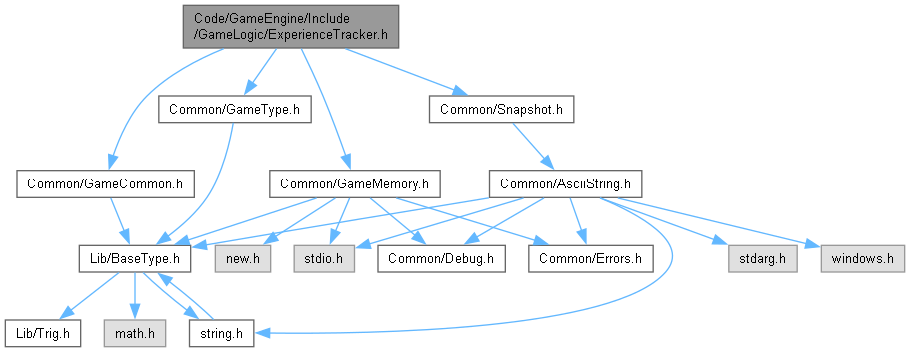 Code/GameEngine/Include
/GameLogic/ExperienceTracker.h
Common/GameType.h
Common/Snapshot.h
Common/GameCommon.h
Common/GameMemory.h
Common/AsciiString.h
Lib/BaseType.h
new.h
stdio.h
Common/Debug.h
Common/Errors.h
stdarg.h
windows.h
Lib/Trig.h
math.h
string.h